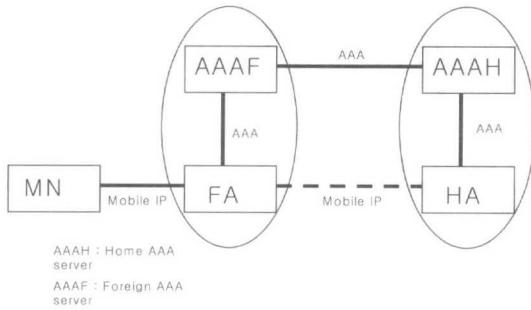 AAA
AAAF
AAAH
AAA
AAA
MN
FA
HA
Mobile IP
Mobile IP
AAAH : Home AAA
server
AAAF : Foreign AAA
server